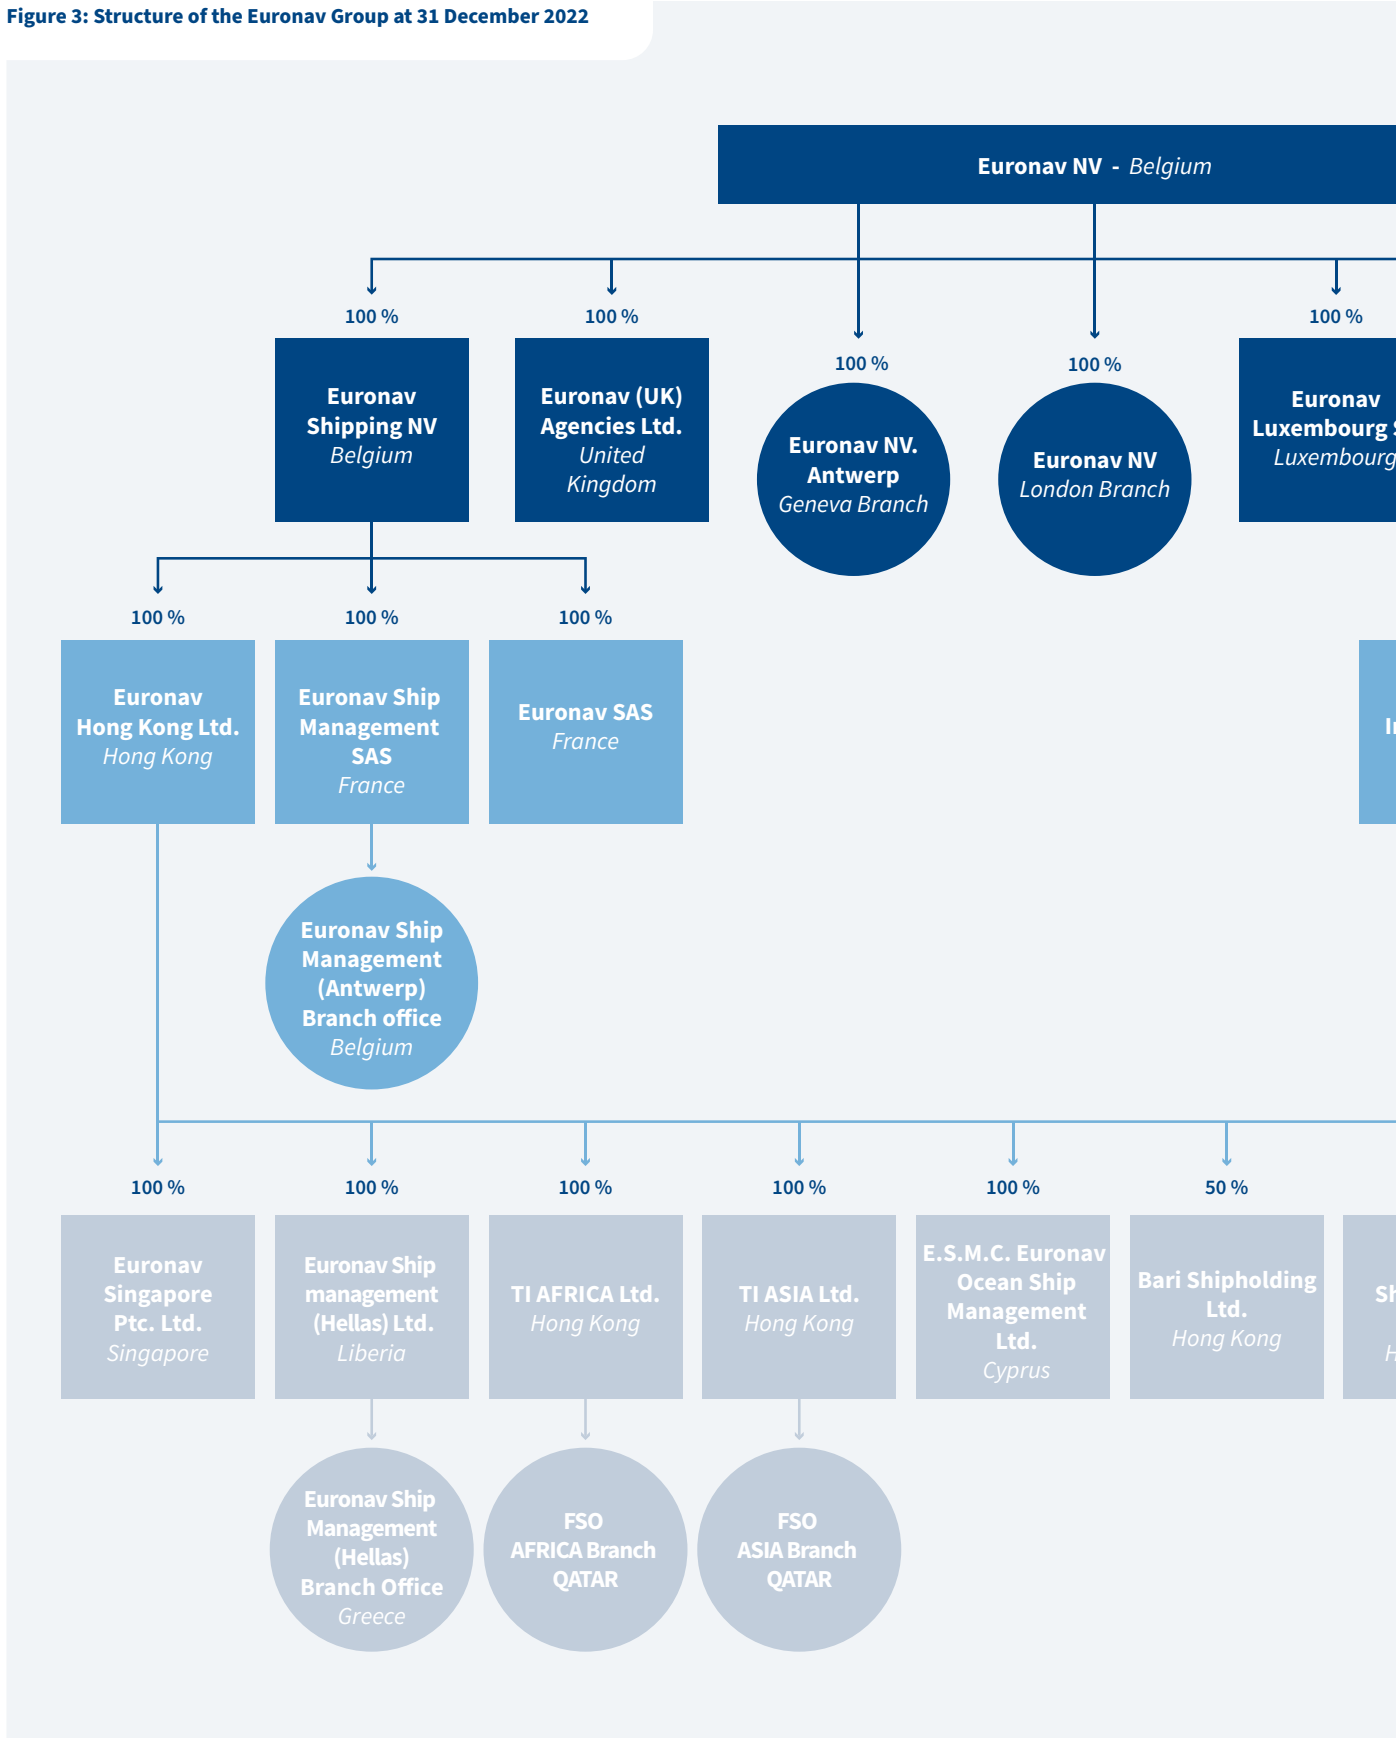 Figure 3: Structure of the Euronav Group at 31 December 2022
Euronav NV - Belgium
100 %
Euronav
Shipping NV
Belgium
100 %
Euronav (UK)
Agencies Ltd.
United
Kingdom
100 %
Euronav NV.
Antwerp
Geneva Branch
100 %
Euronav NV
London Branch
100 %
Euronav
Luxembourg
Luxembourg
100 %
Euronav
Hong Kong Ltd.
Hong Kong
100 %
Euronav Ship
Management
SAS
France
100 %
Euronav SAS
France
Euronav Ship
Management
(Antwerp)
Branch office
Belgium
100 %
Euronav
Singapore
Ptc. Ltd.
Singapore
100 %
Euronav Ship
management
(Hellas) Ltd.
Liberia
100 %
TI AFRICA Ltd.
Hong Kong
100 %
TI ASIA Ltd.
Hong Kong
100 %
E.S.M.C. Euronav
Ocean Ship
Management
Ltd.
Cyprus
50 %
Bari Shipholding
Ltd.
Hong Kong
Euronav Ship
Management
(Hellas)
Branch Office
Greece
FSO
AFRICA Branch
QATAR
FSO
ASIA Branch
QATAR